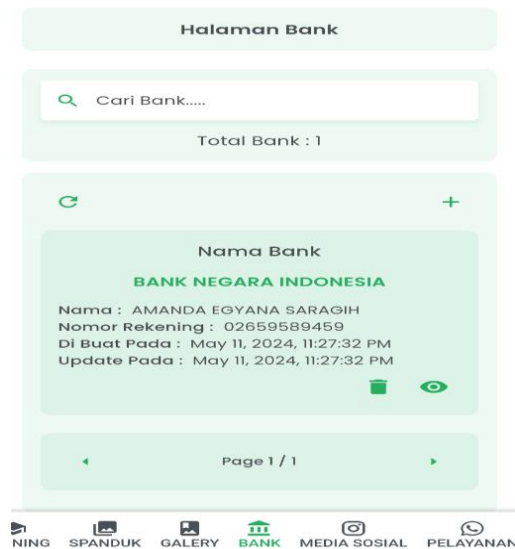 Halaman Bank
Cari Bank.....
Total Bank : 1
Nama Bank
BANK NEGARA INDONESIA
Nama : AMANDA EGYANA SARAGIH
Nomor Rekening : 02659589459
Di Buat Pada : May 11, 2024, 11:27:32 PM
Update Pada : May 11, 2024, 11:27:32 PM
Page 1 / 1
NING SPANDUK GALERY BANK MEDIA SOSIAL PELAYANAN